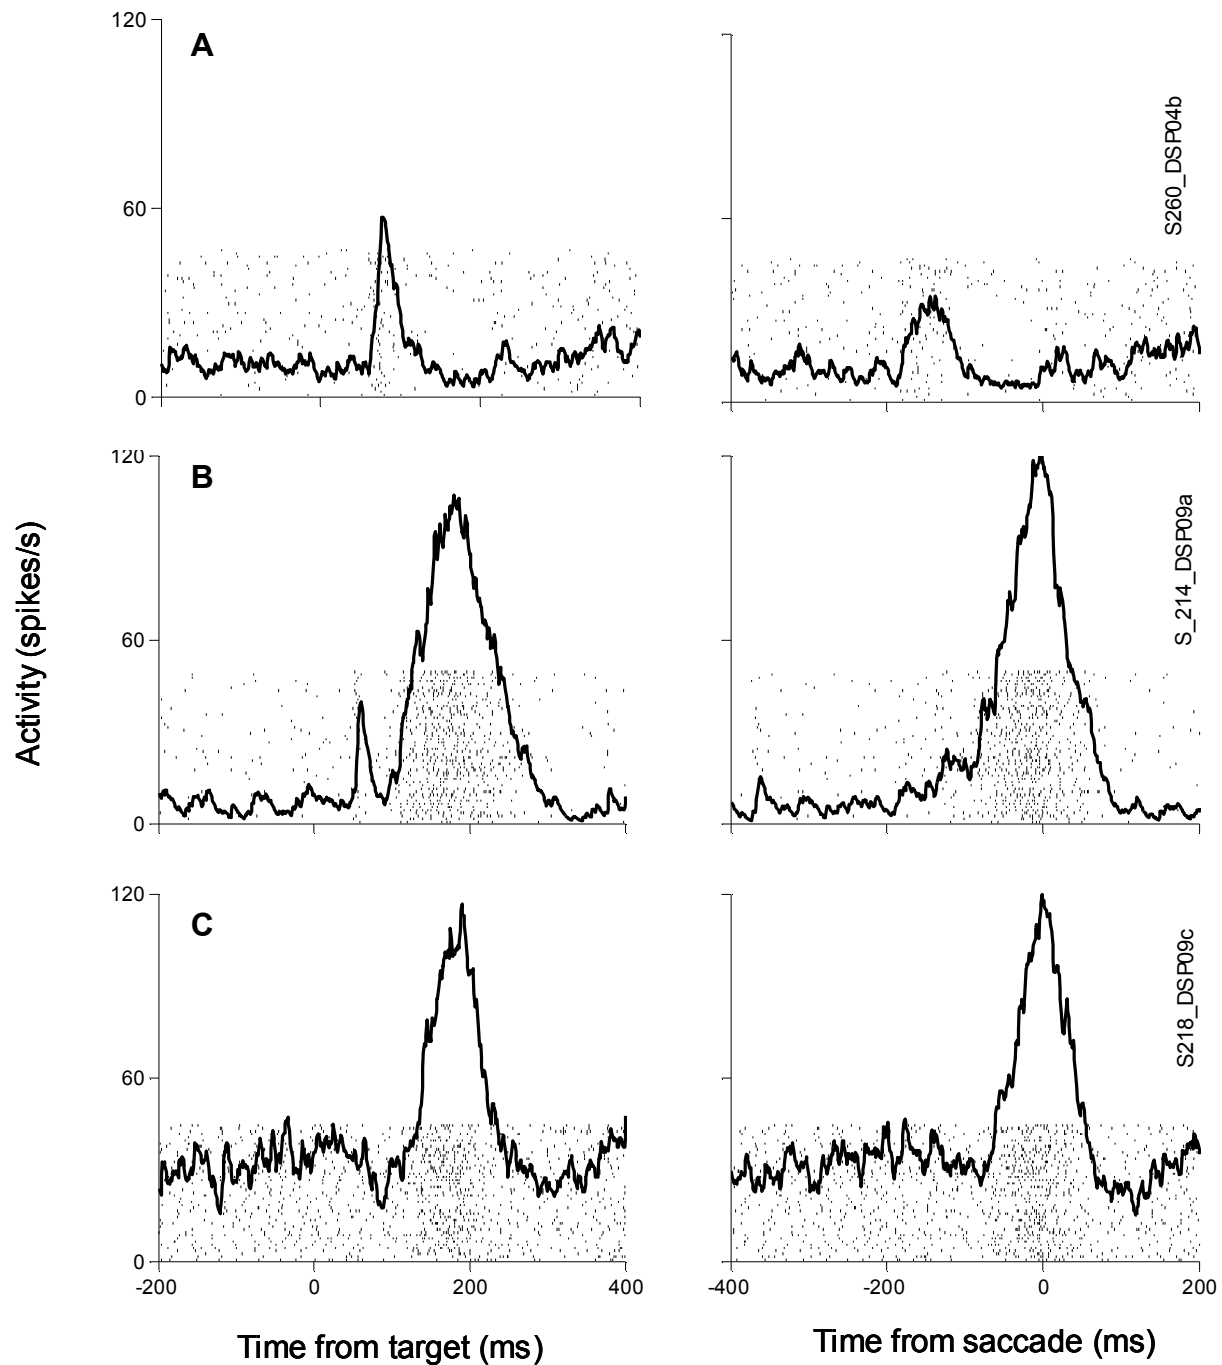 120
A
60
0
S260_DSP04b
120
B
60
0
S_214_DSP09a
Activity (spikes/s)
120
C
60
0
S218_DSP09c
-200 0 200 400
-400 -200 0 200
Time from target (ms)
Time from saccade (ms)